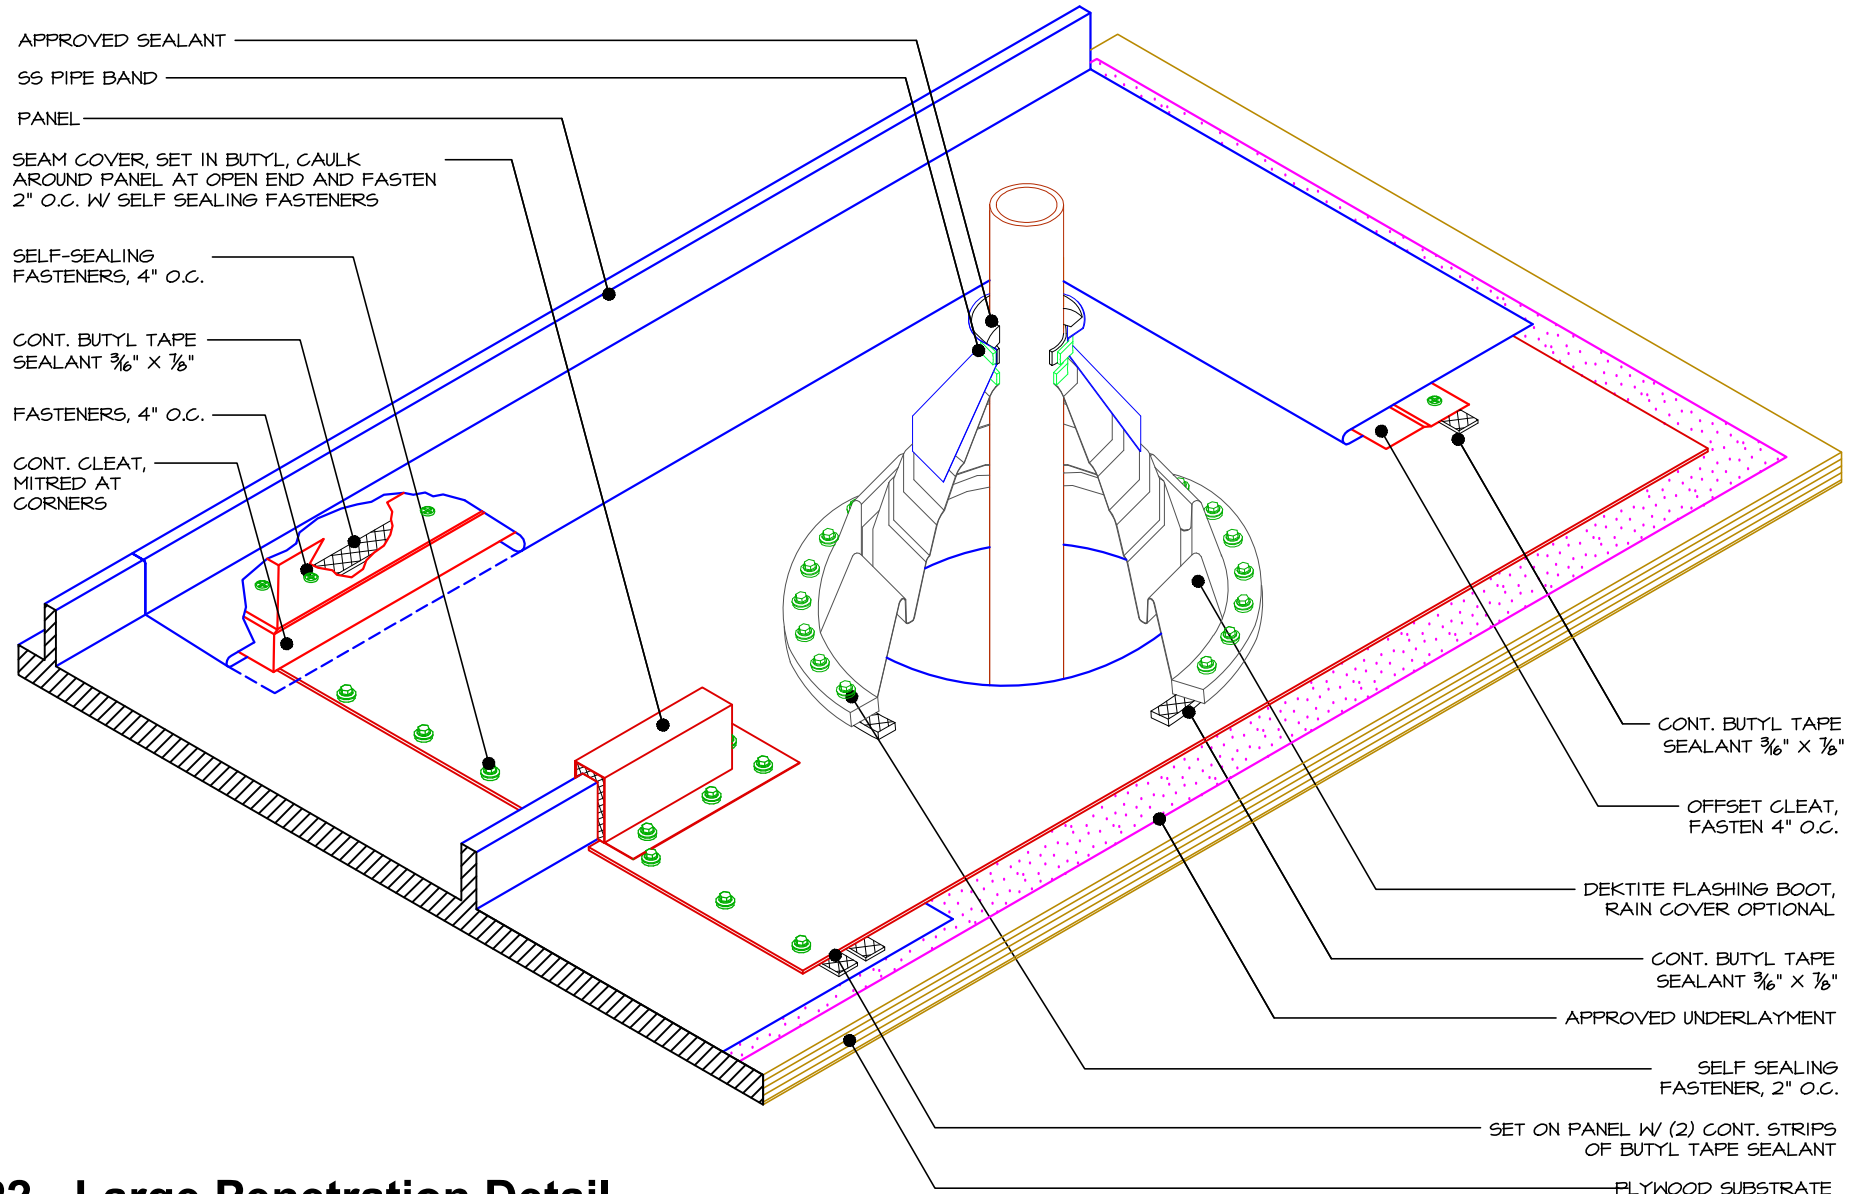 APPROVED SEALANT
SS PIPE BAND
PANEL
SEAM COVER, SET IN BUTYL, CAULK
AROUND PANEL AT OPEN END AND FASTEN
2" O.C. W/ SELF SEALING FASTENERS
SELF-SEALING
FASTENERS, 4" O.C.
CONT. BUTYL TAPE
SEALANT 3/16" X 7/8"
FASTENERS, 4" O.C.
CONT. CLEAT,
MITRED AT
CORNERS
CONT. BUTYL TAPE
SEALANT 3/16" X 7/8"
OFFSET CLEAT,
FASTEN 4" O.C.
DEKTITE FLASHING BOOT,
RAIN COVER OPTIONAL
CONT. BUTYL TAPE
SEALANT 3/16" X 7/8"
APPROVED UNDERLAYMENT
SELF SEALING
FASTENER, 2" O.C.
SET ON PANEL W/ (2) CONT. STRIPS
OF BUTYL TAPE SEALANT
PLYWOOD SUBSTRATE
Large Penetration Detail